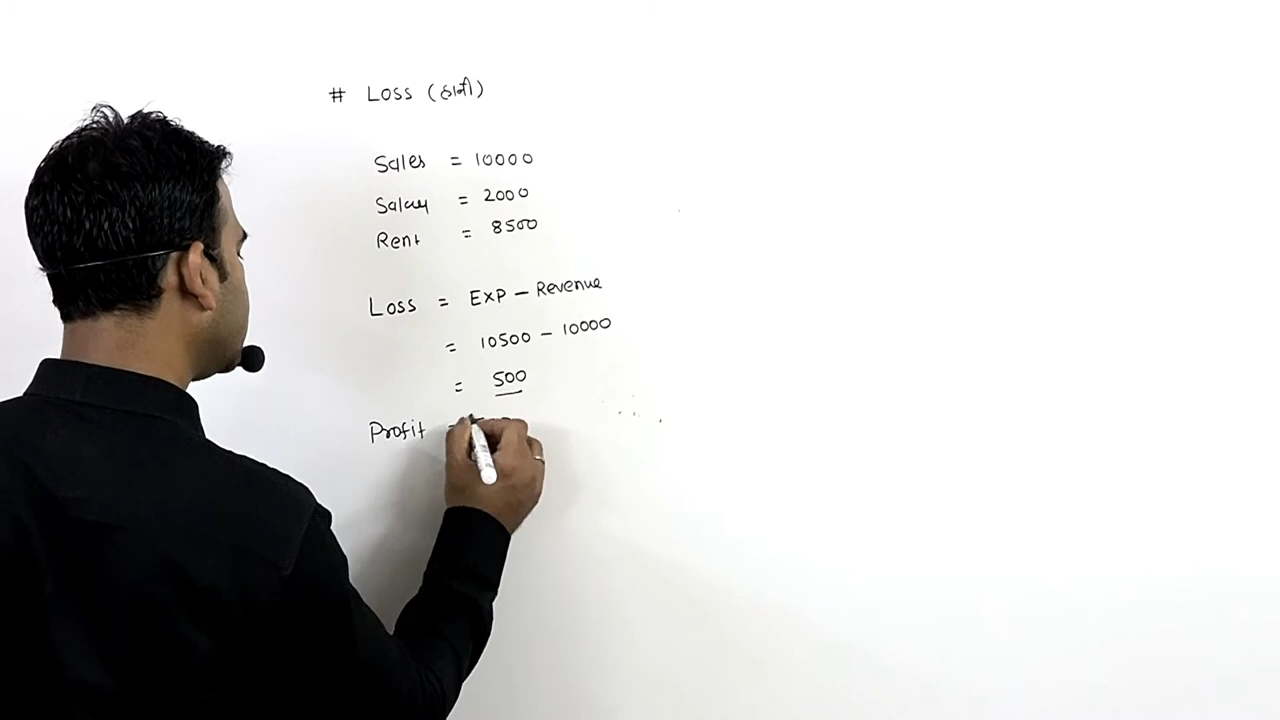 # Loss (हानी)
Sales = 10000
Salary = 2000
Rent = 8500
Loss = EXP – Revenue
= 10500 – 10000
= 500
Profit =